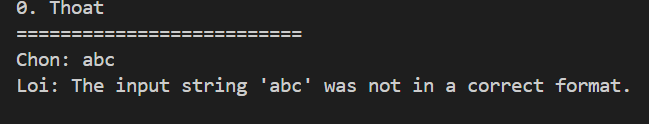 0. Thoat
==========================
Chon: abc
Loi: The input string 'abc' was not in a correct format.